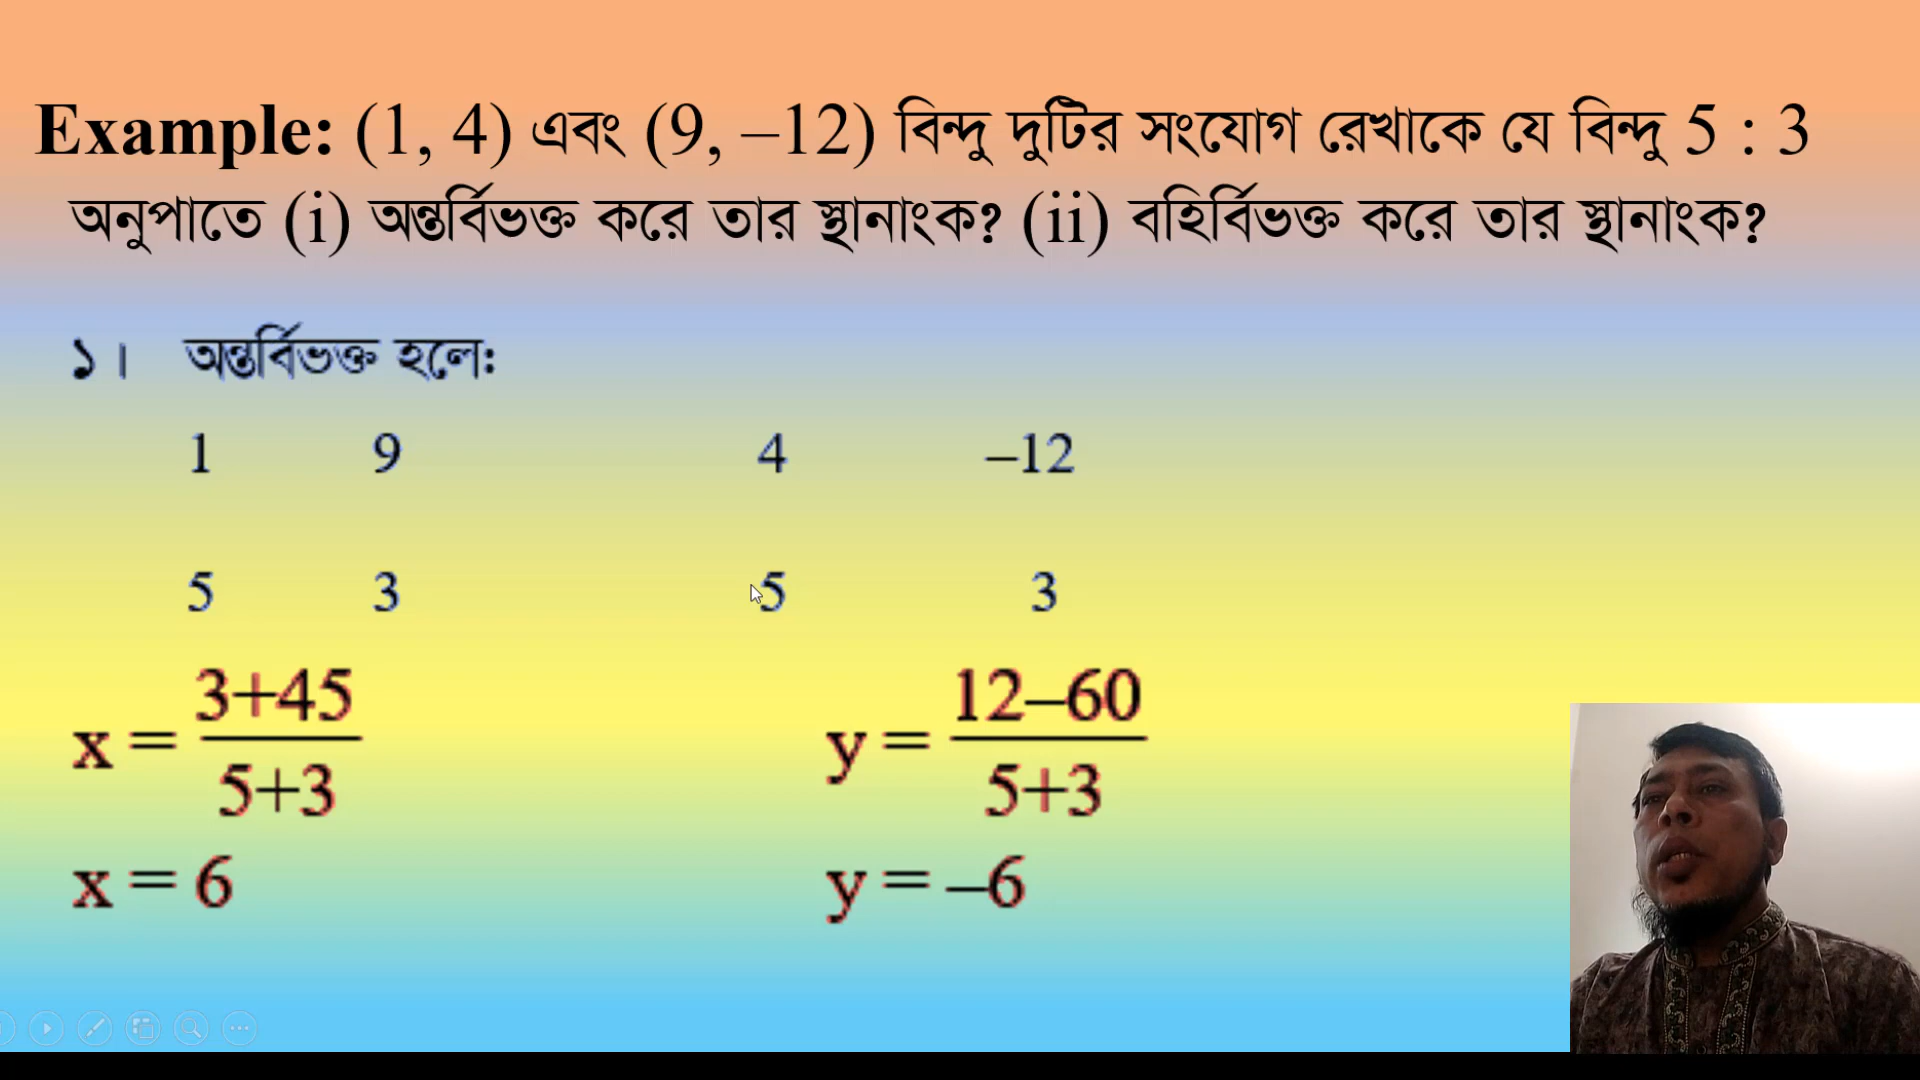 Example: (1, 4) এবং (9, –12) বিন্দু দুটির সংযোগ রেখাকে যে বিন্দু 5 : 3
অনুপাতে (i) অন্তর্বিভক্ত করে তার স্থানাংক? (ii) বহির্বিভক্ত করে তার স্থানাংক?
১। অন্তর্বিভক্ত হলেঃ
1 9 4 –12
5 3 5 3
x = 3+45 / 5+3 y = 12–60 / 5+3
x = 6 y = –6